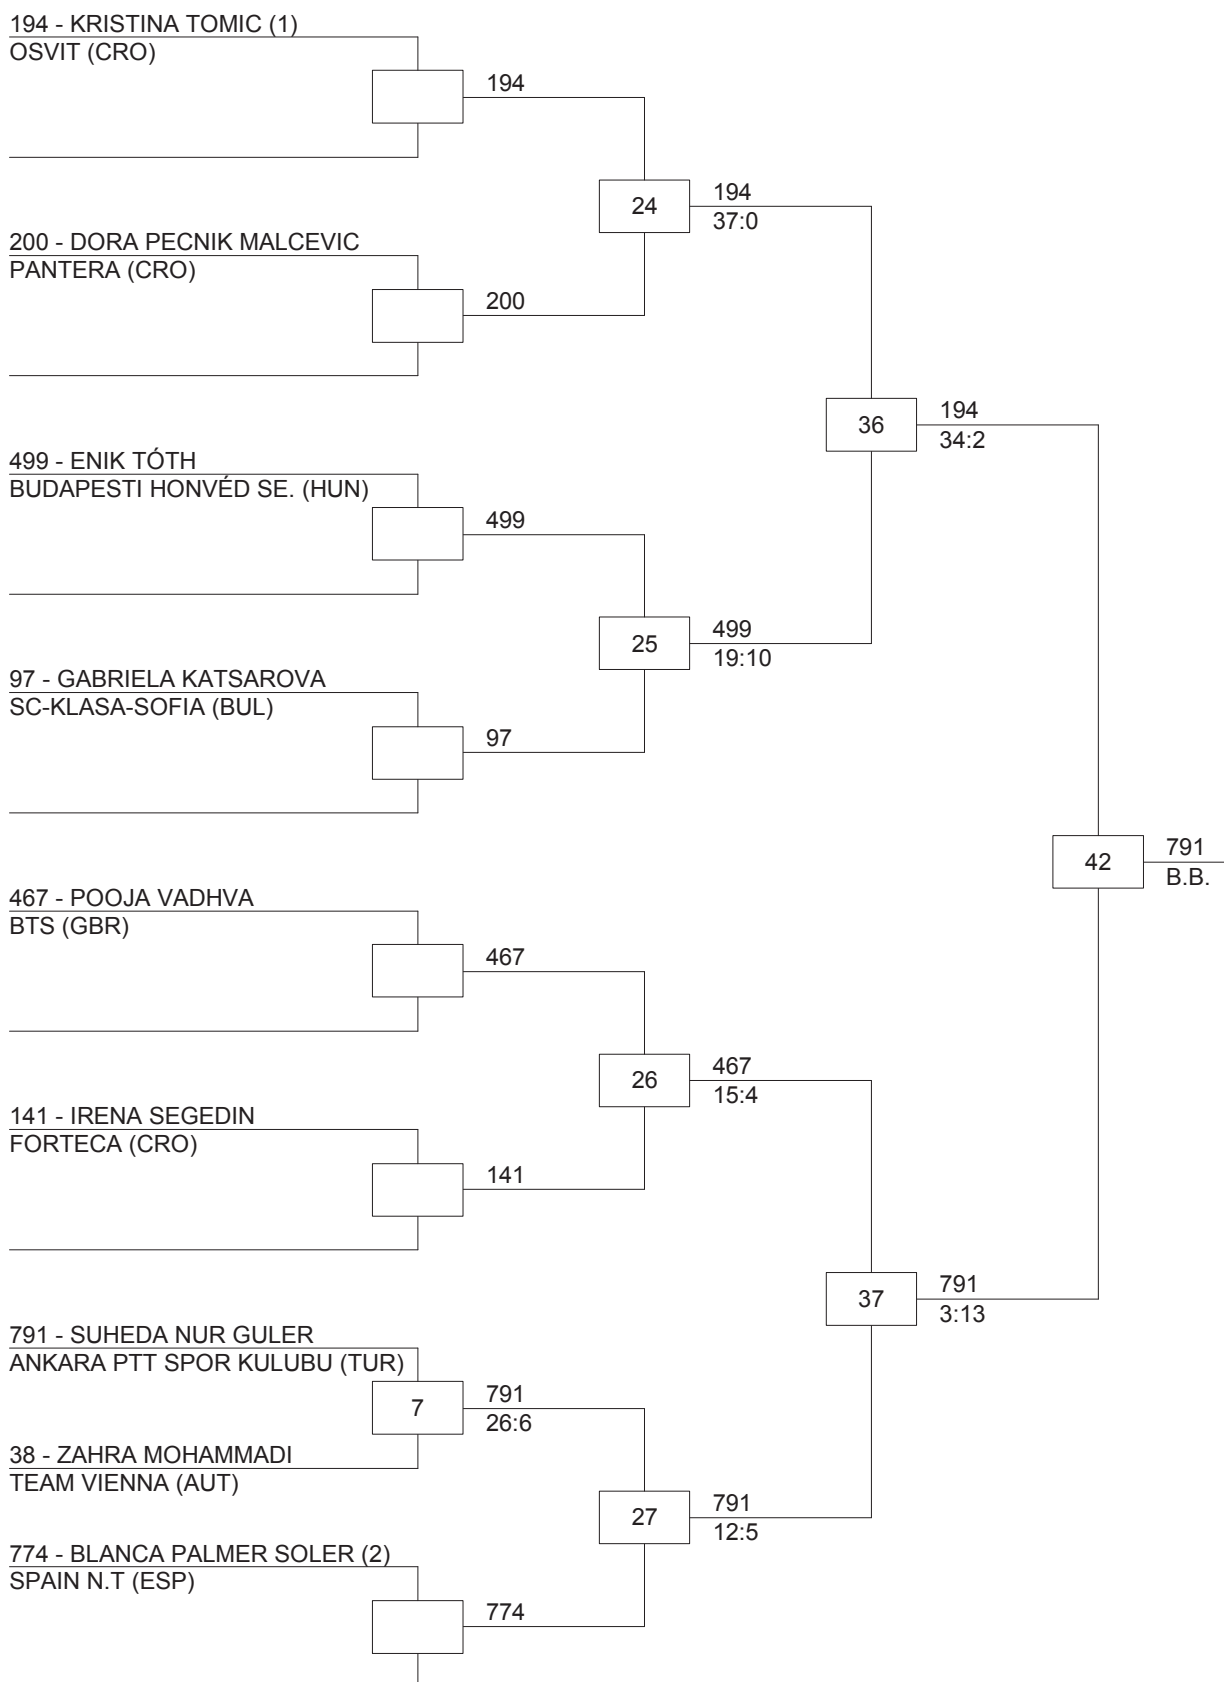 194 - KRISTINA TOMIC (1)
OSVIT (CRO)
194
24
194
37:0
200 - DORA PECNIK MALCEVIC
PANTERA (CRO)
200
36
194
34:2
499 - ENIK TÓTH
BUDAPESTI HONVÉD SE. (HUN)
499
25
499
19:10
97 - GABRIELA KATSAROVA
SC-KLASA-SOFIA (BUL)
97
42
791
B.B.
467 - POOJA VADHVA
BTS (GBR)
467
26
467
15:4
141 - IRENA SEGEDIN
FORTECA (CRO)
141
37
791
3:13
791 - SUHEDA NUR GULER
ANKARA PTT SPOR KULUBU (TUR)
7
791
26:6
38 - ZAHRA MOHAMMADI
TEAM VIENNA (AUT)
27
791
12:5
774 - BLANCA PALMER SOLER (2)
SPAIN N.T (ESP)
774